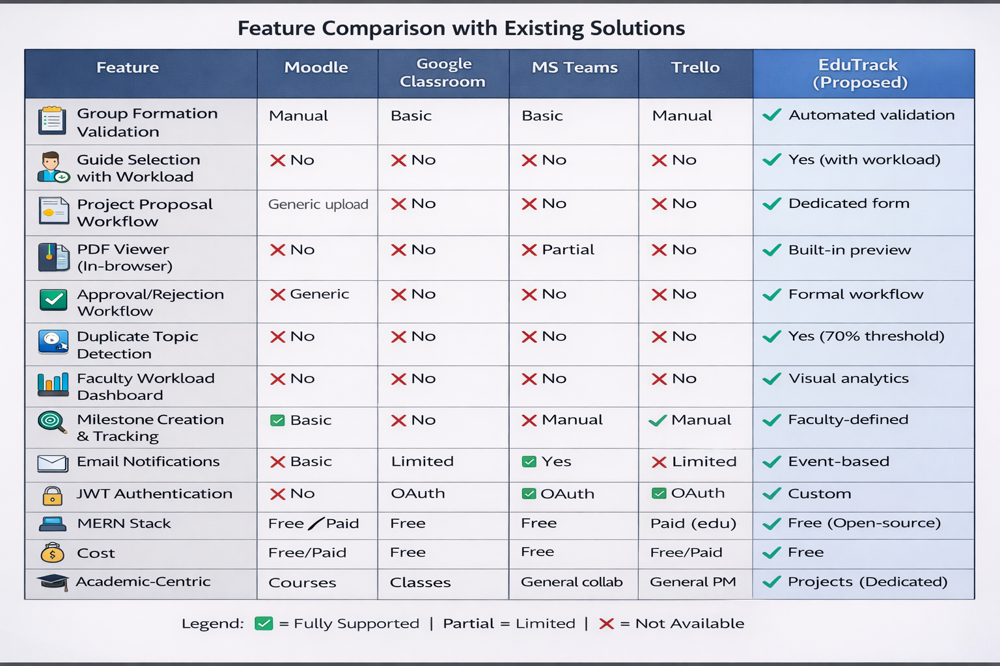 Feature Comparison with Existing Solutions
Feature Moodle Google Classroom MS Teams Trello EduTrack (Proposed)
Group Formation Validation Manual Basic Basic Manual ✓ Automated validation
Guide Selection with Workload ❌ No ❌ No ❌ No ❌ No ✓ Yes (with workload)
Project Proposal Workflow Generic upload ❌ No ❌ No ❌ No ✓ Dedicated form
PDF Viewer (In-browser) ❌ No ❌ No ❌ Partial ❌ No ✓ Built-in preview
Approval/Rejection Workflow ❌ Generic ❌ No ❌ No ❌ No ✓ Formal workflow
Duplicate Topic Detection ❌ No ❌ No ❌ No ❌ No ✓ Yes (70% threshold)
Faculty Workload Dashboard ❌ No ❌ No ❌ No ❌ No ✓ Visual analytics
Milestone Creation & Tracking ✅ Basic ❌ No ❌ Manual ✓ Manual ✓ Faculty-defined
Email Notifications ❌ Basic Limited ✅ Yes ❌ Limited ✓ Event-based
JWT Authentication ❌ No OAuth ✅ OAuth ✅ OAuth ✓ Custom
MERN Stack Free / Paid Free Free Paid (edu) ✓ Free (Open-source)
Cost Free/Paid Free Free Free/Paid ✓ Free
Academic-Centric Courses Classes General collab General PM ✓ Projects (Dedicated)
Legend: ✅ = Fully Supported | Partial = Limited | ❌ = Not Available